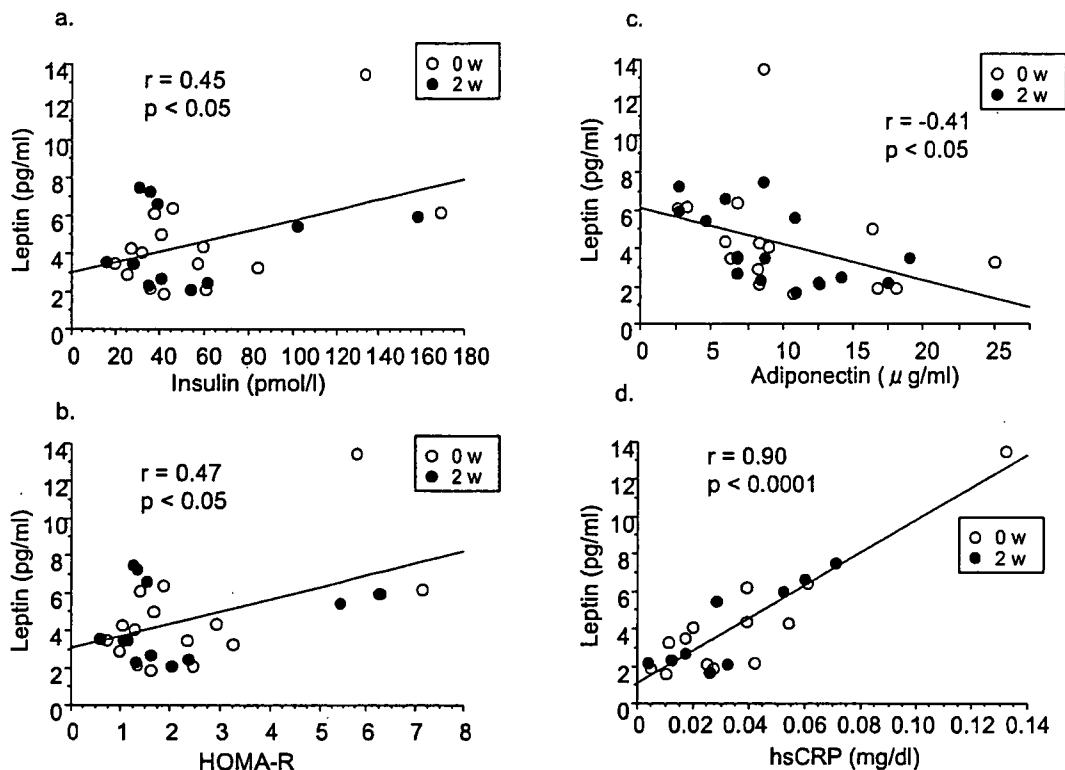 a.
r = 0.45
p < 0.05
0 w
2 w
Leptin (pg/ml)
14
12
10
8
6
4
2
0
0 20 40 60 80 100 120 140 160 180
Insulin (pmol/l)
c.
r = -0.41
p < 0.05
0 w
2 w
Leptin (pg/ml)
14
12
10
8
6
4
2
0
0 5 10 15 20 25
Adiponectin ( μ g/ml)
b.
r = 0.47
p < 0.05
0 w
2 w
Leptin (pg/ml)
14
12
10
8
6
4
2
0
0 1 2 3 4 5 6 7 8
HOMA-R
d.
r = 0.90
p < 0.0001
0 w
2 w
Leptin (pg/ml)
14
12
10
8
6
4
2
0
0 0.02 0.04 0.06 0.08 0.10 0.12 0.14
hsCRP (mg/dl)